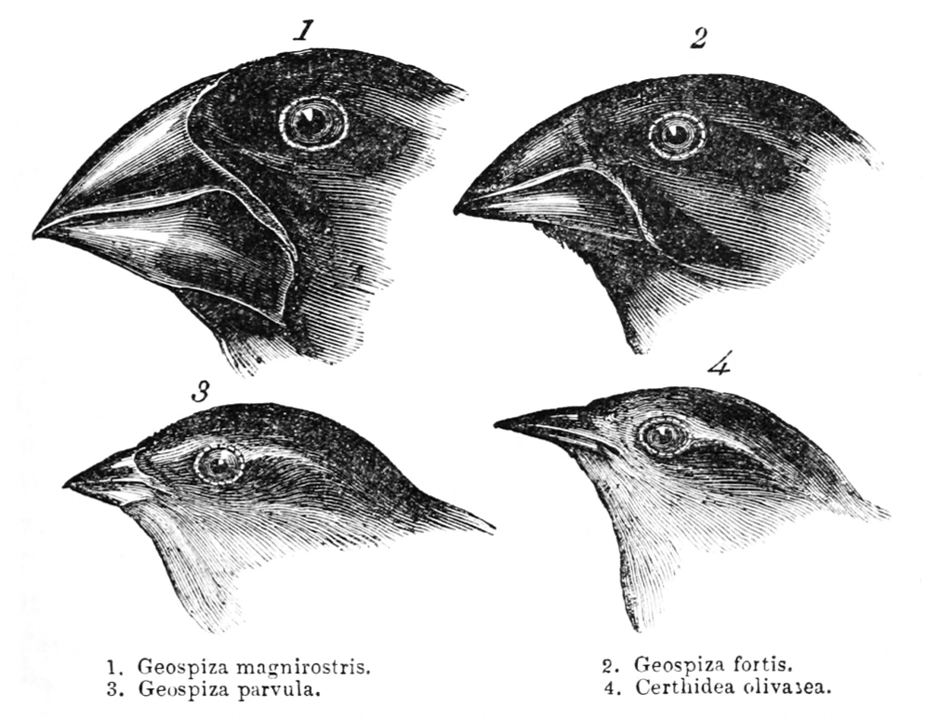 1
2
3
4
1. Geospiza magnirostris.
2. Geospiza fortis.
3. Geospiza parvula.
4. Certhidea olivasea.